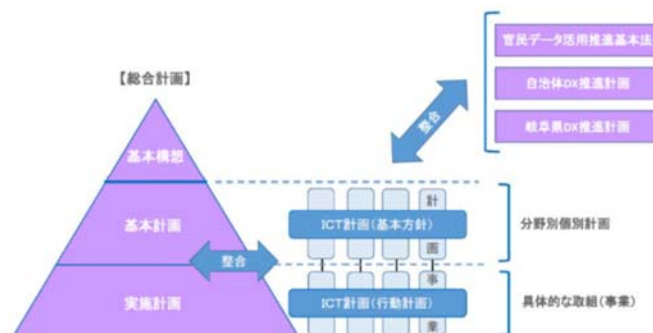 官民データ活用推進基本法
自治体DX推進計画
岐阜県DX推進計画
整合
【総合計画】
基本構想
基本計画
実施計画
整合
計
画
ICT計画(基本方針)
分野別個別計画
事
業
ICT計画(行動計画)
具体的な取組(事業)